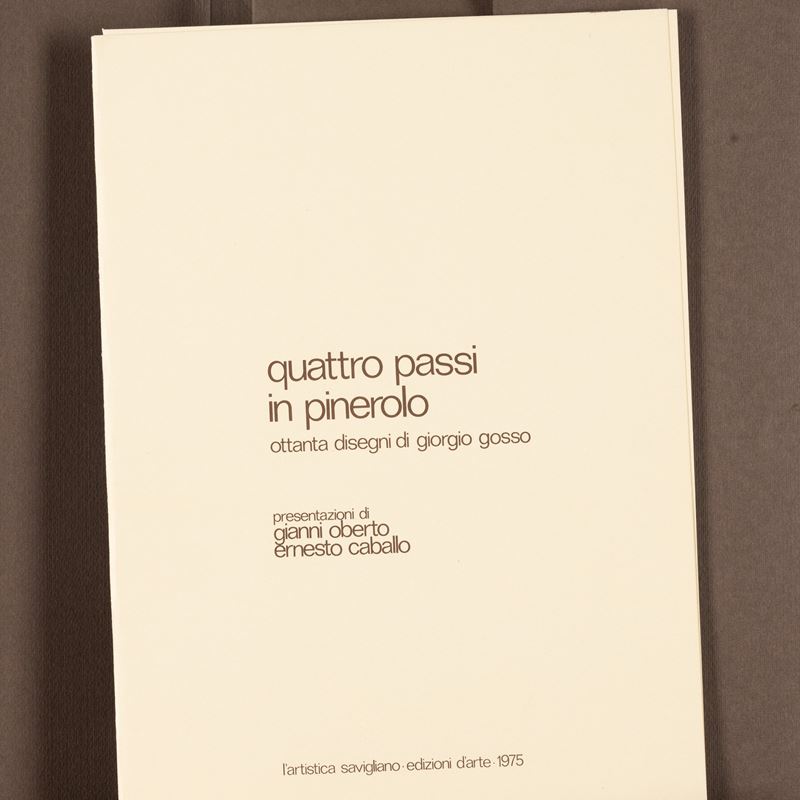 quattro passi
in pinerolo
ottanta disegni di giorgio gosso
presentazioni di
gianni oberto
ernesto caballo
l'artistica savigliano · edizioni d'arte · 1975